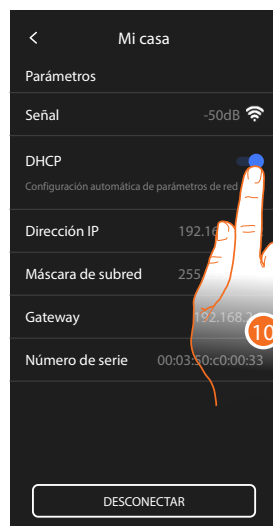 Mi casa
Parámetros
Señal -50dB
DHCP
Configuración automática de parámetros de red
Dirección IP 192.16
Máscara de subred 255.
Gateway 192.168.2
10
Número de serie 00:03:50:c0:00:33
DESCONECTAR